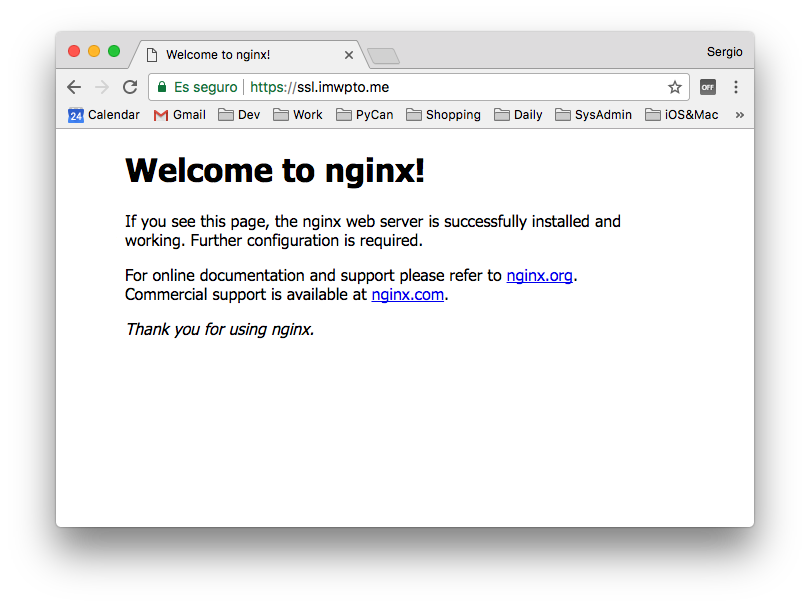 Welcome to nginx!
Sergio
Es seguro https://ssl.imwpto.me
OFF
24 Calendar Gmail Dev Work PyCan Shopping Daily SysAdmin iOS&Mac »
Welcome to nginx!
If you see this page, the nginx web server is successfully installed and
working. Further configuration is required.
For online documentation and support please refer to nginx.org.
Commercial support is available at nginx.com.
Thank you for using nginx.